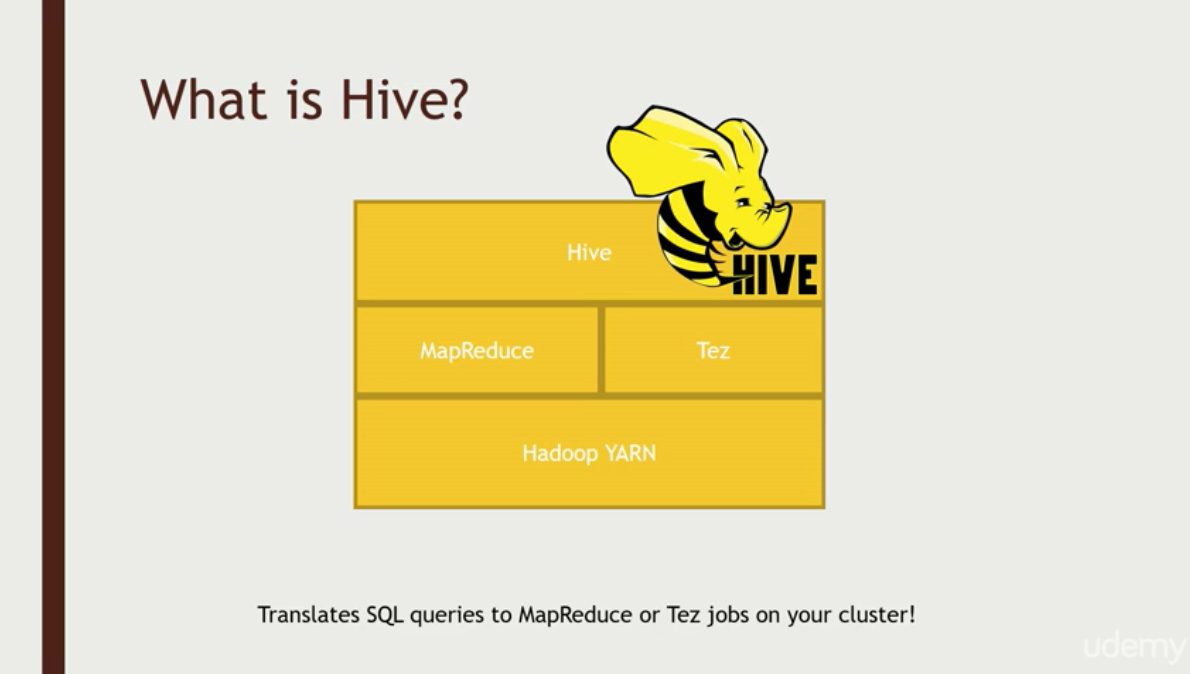 What is Hive?
Hive
HIVE
MapReduce
Tez
Hadoop YARN
Translates SQL queries to MapReduce or Tez jobs on your cluster!
udemy